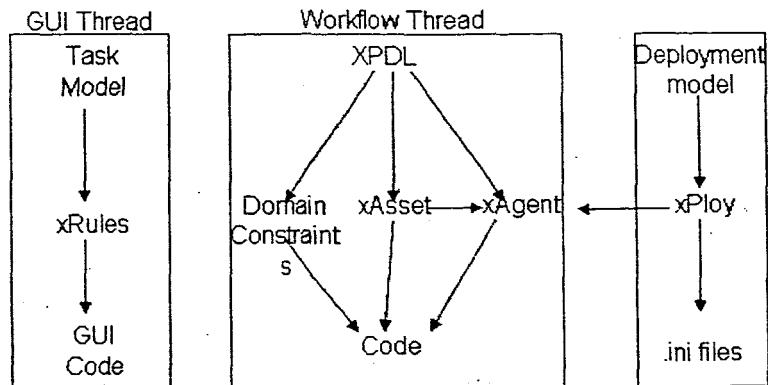 GUI Thread
Task
Model
xRules
GUI
Code
Workflow Thread
XPDL
Domain
Constraint
s
xAsset
xAgent
Code
Deployment
model
xPloy
.ini files